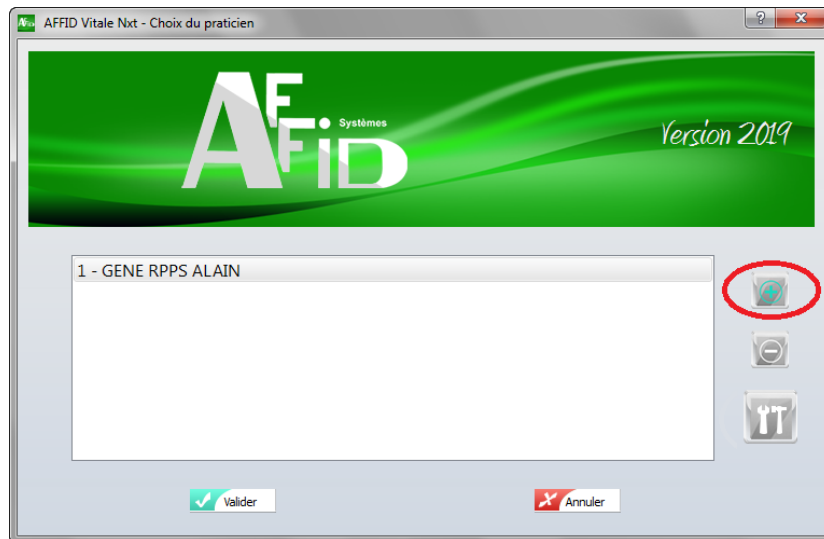 AFFID Vitale Nxt - Choix du praticien
AFFiD
Systèmes
Version 2019
1 - GENE RPPS ALAIN
Valider
Annuler